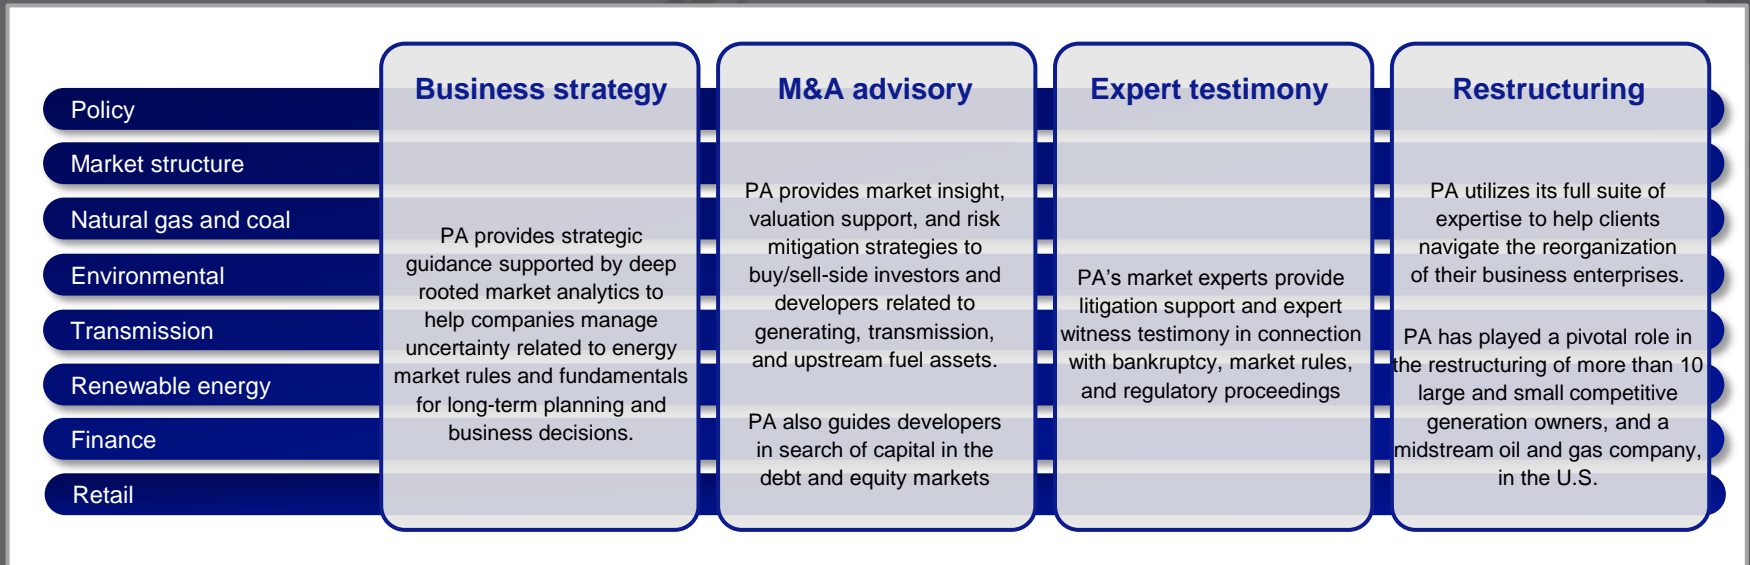 Policy
Market structure
Natural gas and coal
Environmental
Transmission
Renewable energy
Finance
Retail
Business strategy
PA provides strategic
guidance supported by deep
rooted market analytics to
help companies manage
uncertainty related to energy
market rules and fundamentals
for long-term planning and
business decisions.
M&A advisory
PA provides market insight,
valuation support, and risk
mitigation strategies to
buy/sell-side investors and
developers related to
generating, transmission,
and upstream fuel assets.
PA also guides developers
in search of capital in the
debt and equity markets
Expert testimony
PA’s market experts provide
litigation support and expert
witness testimony in connection
with bankruptcy, market rules,
and regulatory proceedings
Restructuring
PA utilizes its full suite of
expertise to help clients
navigate the reorganization
of their business enterprises.
PA has played a pivotal role in
the restructuring of more than 10
large and small competitive
generation owners, and a
midstream oil and gas company,
in the U.S.